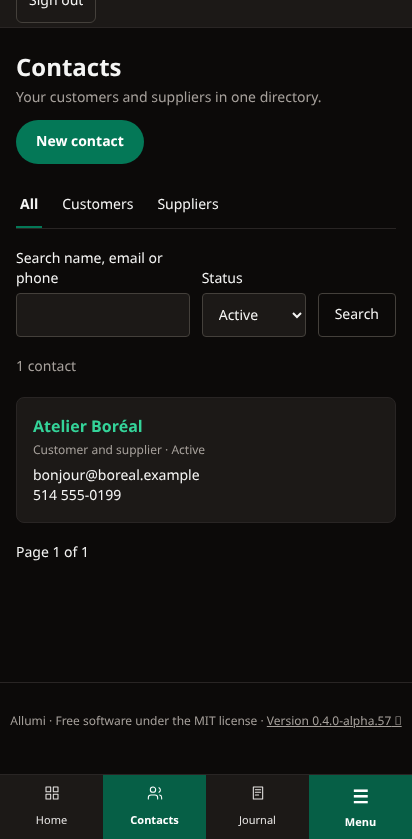 Sign out
Contacts
Your customers and suppliers in one directory.
New contact
All Customers Suppliers
Search name, email or
phone
Status
Active
Search
1 contact
Atelier Boréal
Customer and supplier · Active
bonjour@boreal.example
514 555-0199
Page 1 of 1
Allumi · Free software under the MIT license · Version 0.4.0-alpha.57
Home Contacts Journal Menu